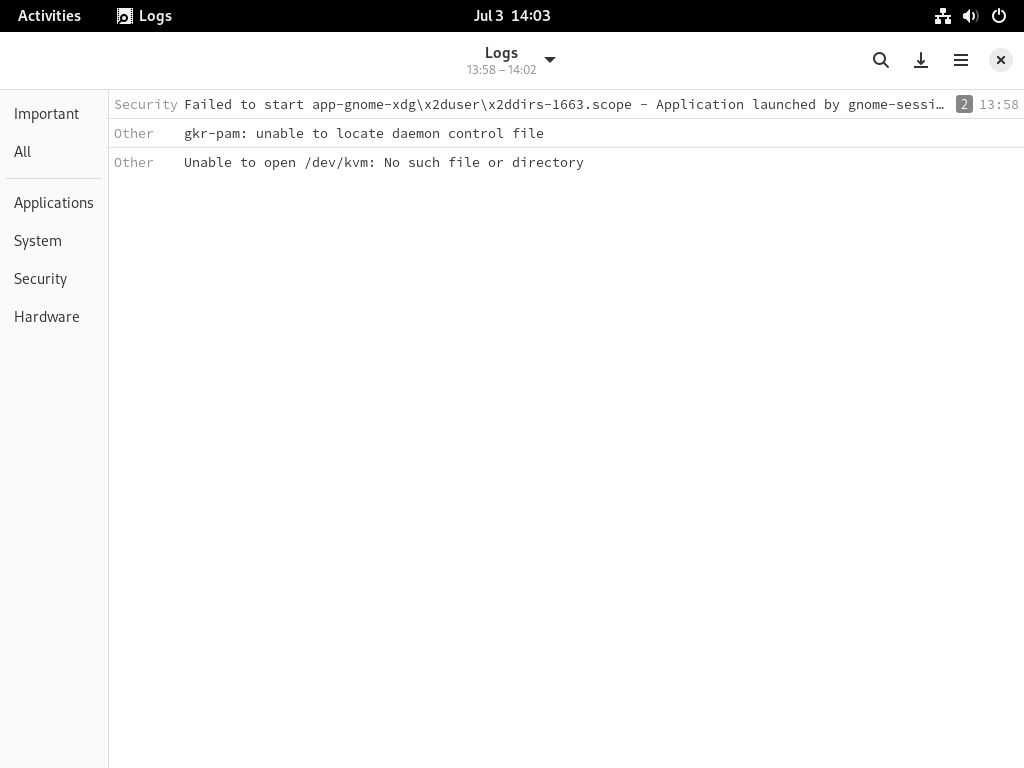 Activities Logs Jul 3 14:03
Logs
13:58 – 14:02
Important
All
Applications
System
Security
Hardware
Security Failed to start app-gnome-xdg\x2duser\x2ddirs-1663.scope - Application launched by gnome-sessi… 2 13:58
Other gkr-pam: unable to locate daemon control file
Other Unable to open /dev/kvm: No such file or directory